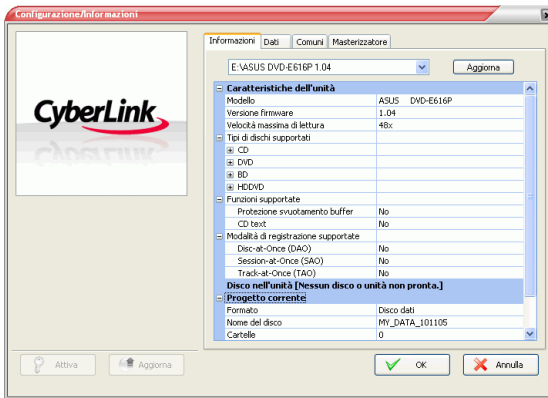 Configurazione/Informazioni
CyberLink
Informazioni Dati Comuni Masterizzatore
E:\ASUS DVD-E616P 1.04 Aggiorna
Caratteristiche dell'unità
Modello ASUS DVD-E616P
Versione firmware 1.04
Velocità massima di lettura 48x
Tipi di dischi supportati
CD
DVD
BD
HDDVD
Funzioni supportate
Protezione svuotamento buffer No
CD text No
Modalità di registrazione supportate
Disc-at-Once (DAO) No
Session-at-Once (SAO) No
Track-at-Once (TAO) No
Disco nell'unità [Nessun disco o unità non pronta.]
Progetto corrente
Formato Disco dati
Nome del disco MY_DATA_101105
Cartelle 0
Attiva Aggiorna OK Annulla